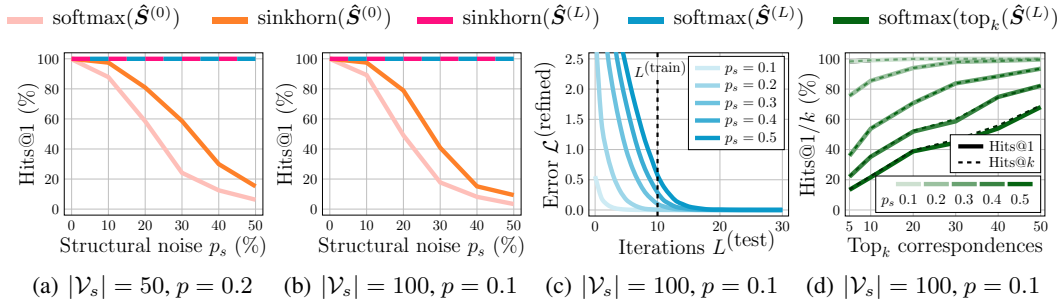 softmax(Ŝ^(0)) sinkhorn(Ŝ^(0)) sinkhorn(Ŝ^(L)) softmax(Ŝ^(L)) softmax(top_k(Ŝ^(L))
Hits@1 (%)
100
80
60
40
20
0
0 10 20 30 40 50
Structural noise p_s (%)
(a) |V_s| = 50, p = 0.2
Hits@1 (%)
100
80
60
40
20
0
0 10 20 30 40 50
Structural noise p_s (%)
(b) |V_s| = 100, p = 0.1
Error L^(refined)
2.5
2.0
1.5
1.0
0.5
0.0
L^(train)
p_s = 0.1
p_s = 0.2
p_s = 0.3
p_s = 0.4
p_s = 0.5
0 10 20 30
Iterations L^(test)
(c) |V_s| = 100, p = 0.1
Hits@1/k (%)
100
80
60
40
20
0
Hits@1
Hits@k
p_s 0.1 0.2 0.3 0.4 0.5
5 10 20 30 40 50
Top_k correspondences
(d) |V_s| = 100, p = 0.1